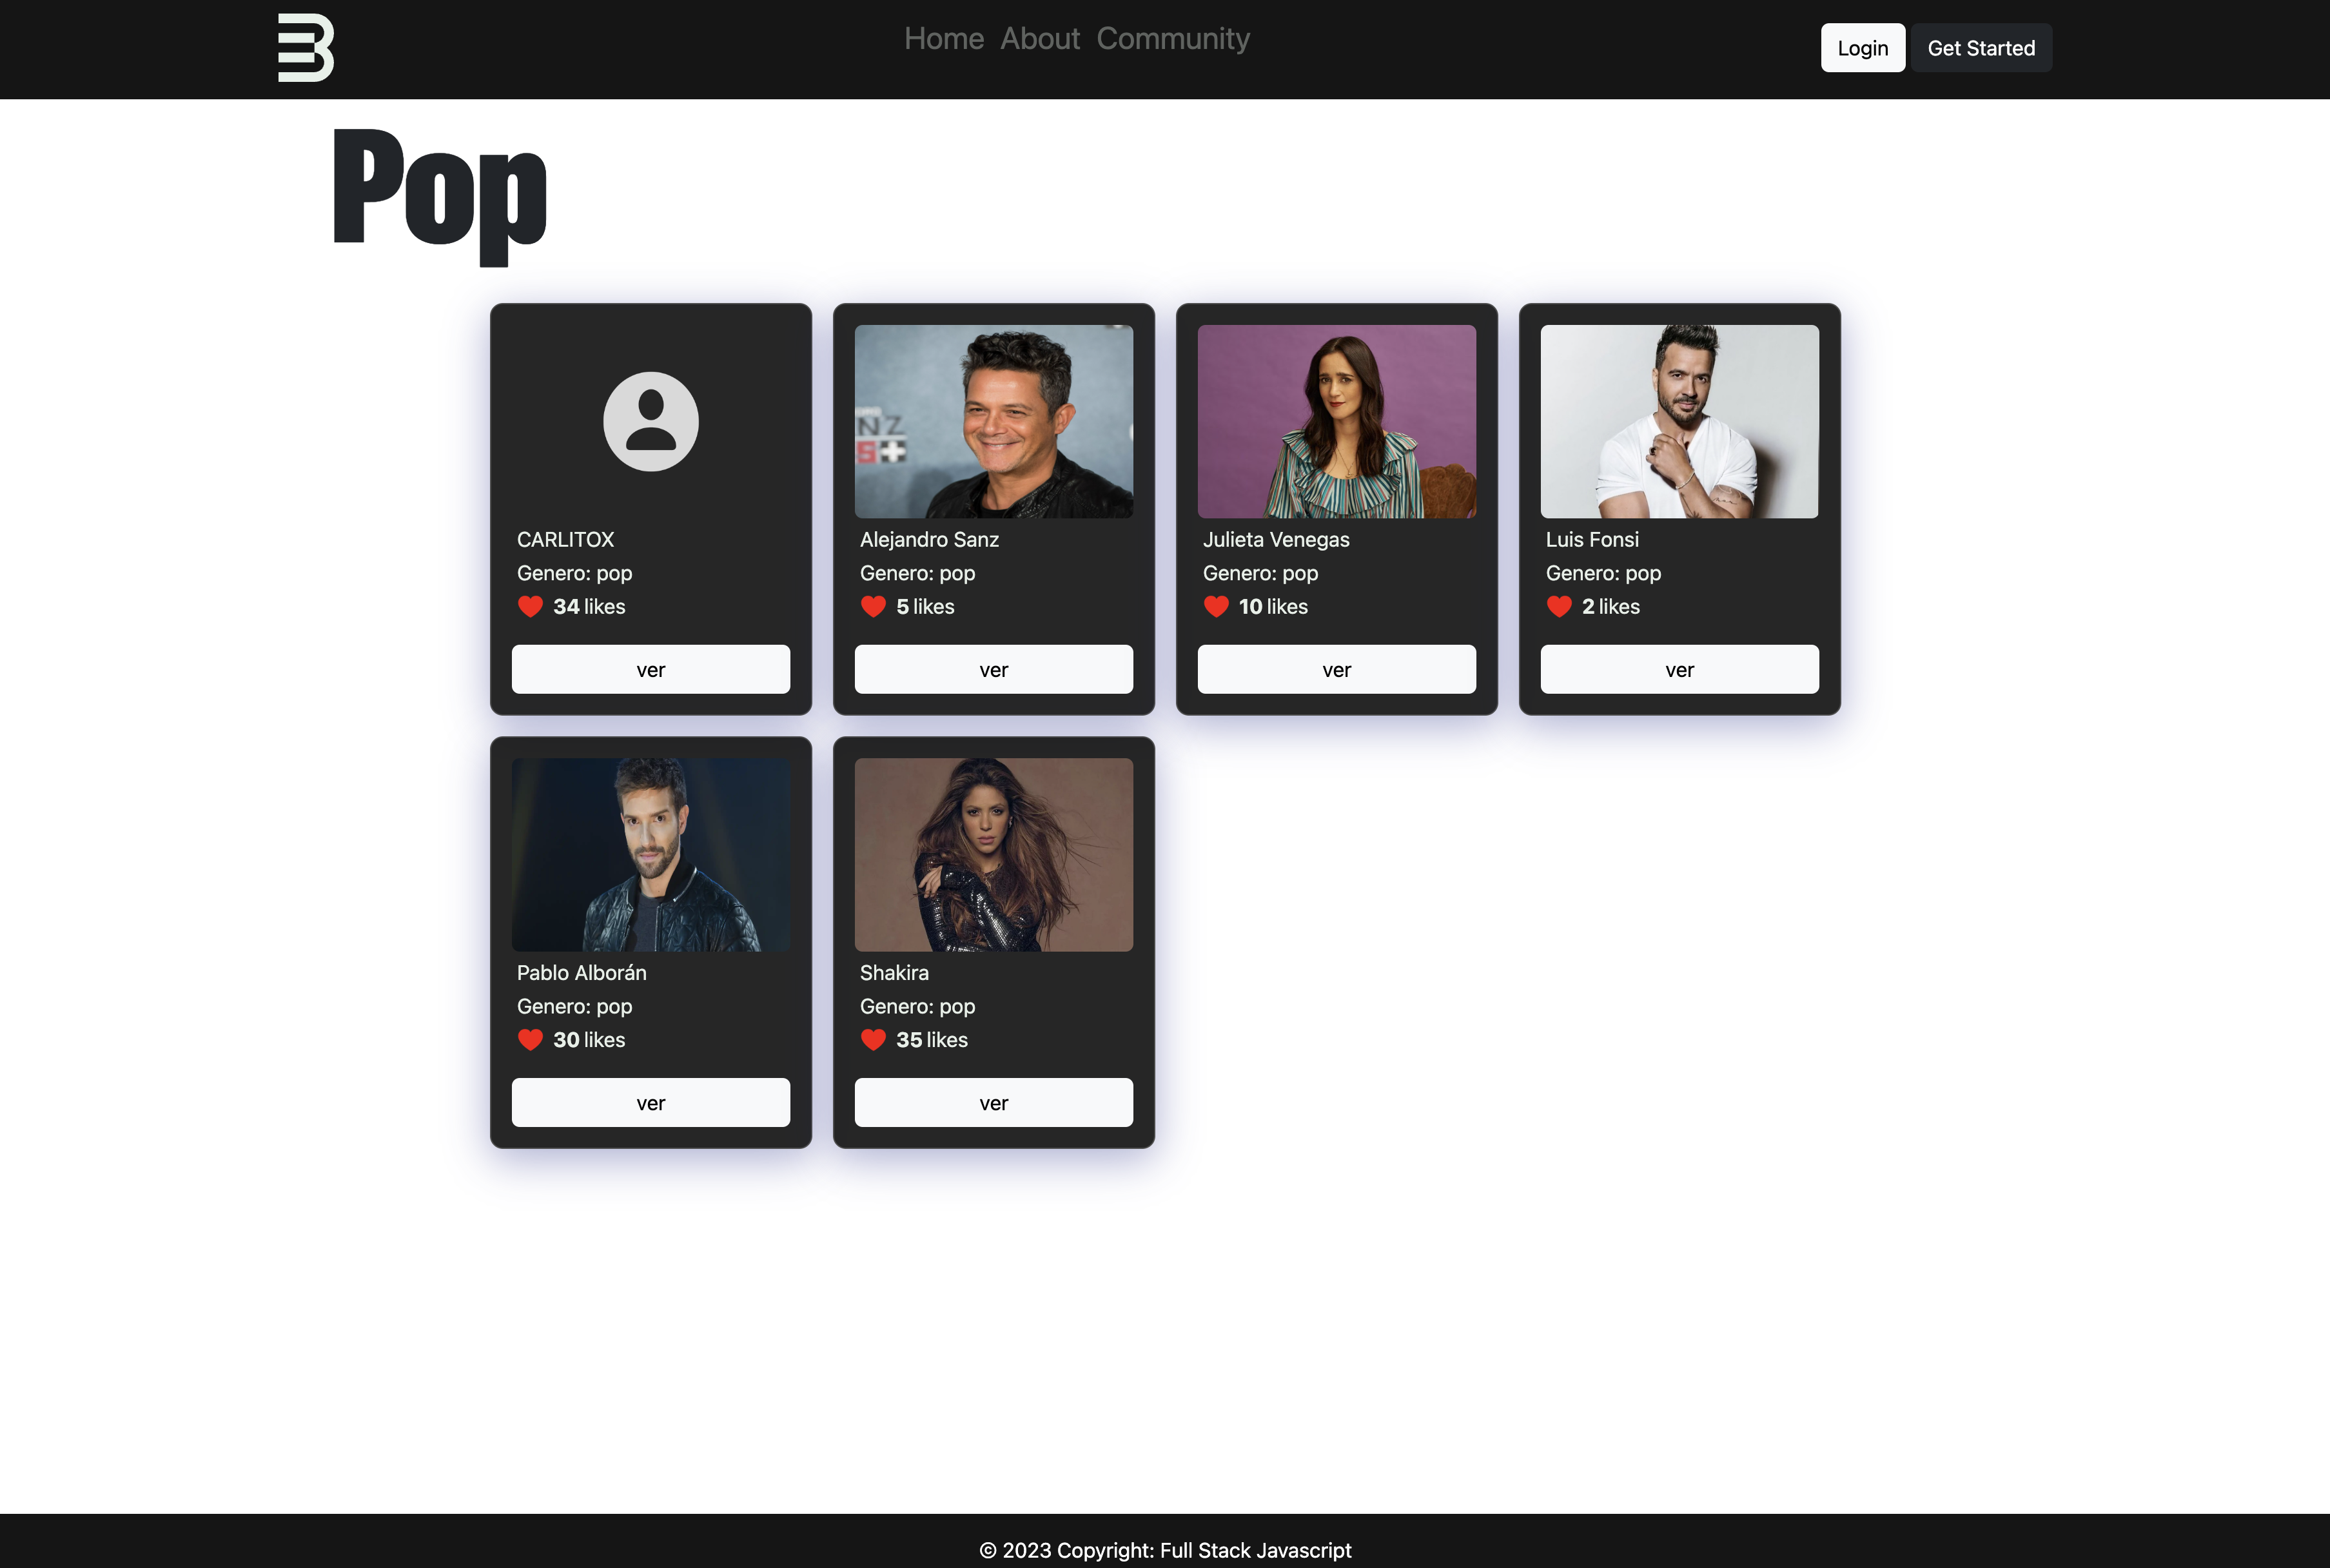 Home About Community
Login
Get Started
Pop
CARLITOX
Genero: pop
34 likes
ver
Alejandro Sanz
Genero: pop
5 likes
ver
Julieta Venegas
Genero: pop
10 likes
ver
Luis Fonsi
Genero: pop
2 likes
ver
Pablo Alborán
Genero: pop
30 likes
ver
Shakira
Genero: pop
35 likes
ver
© 2023 Copyright: Full Stack Javascript